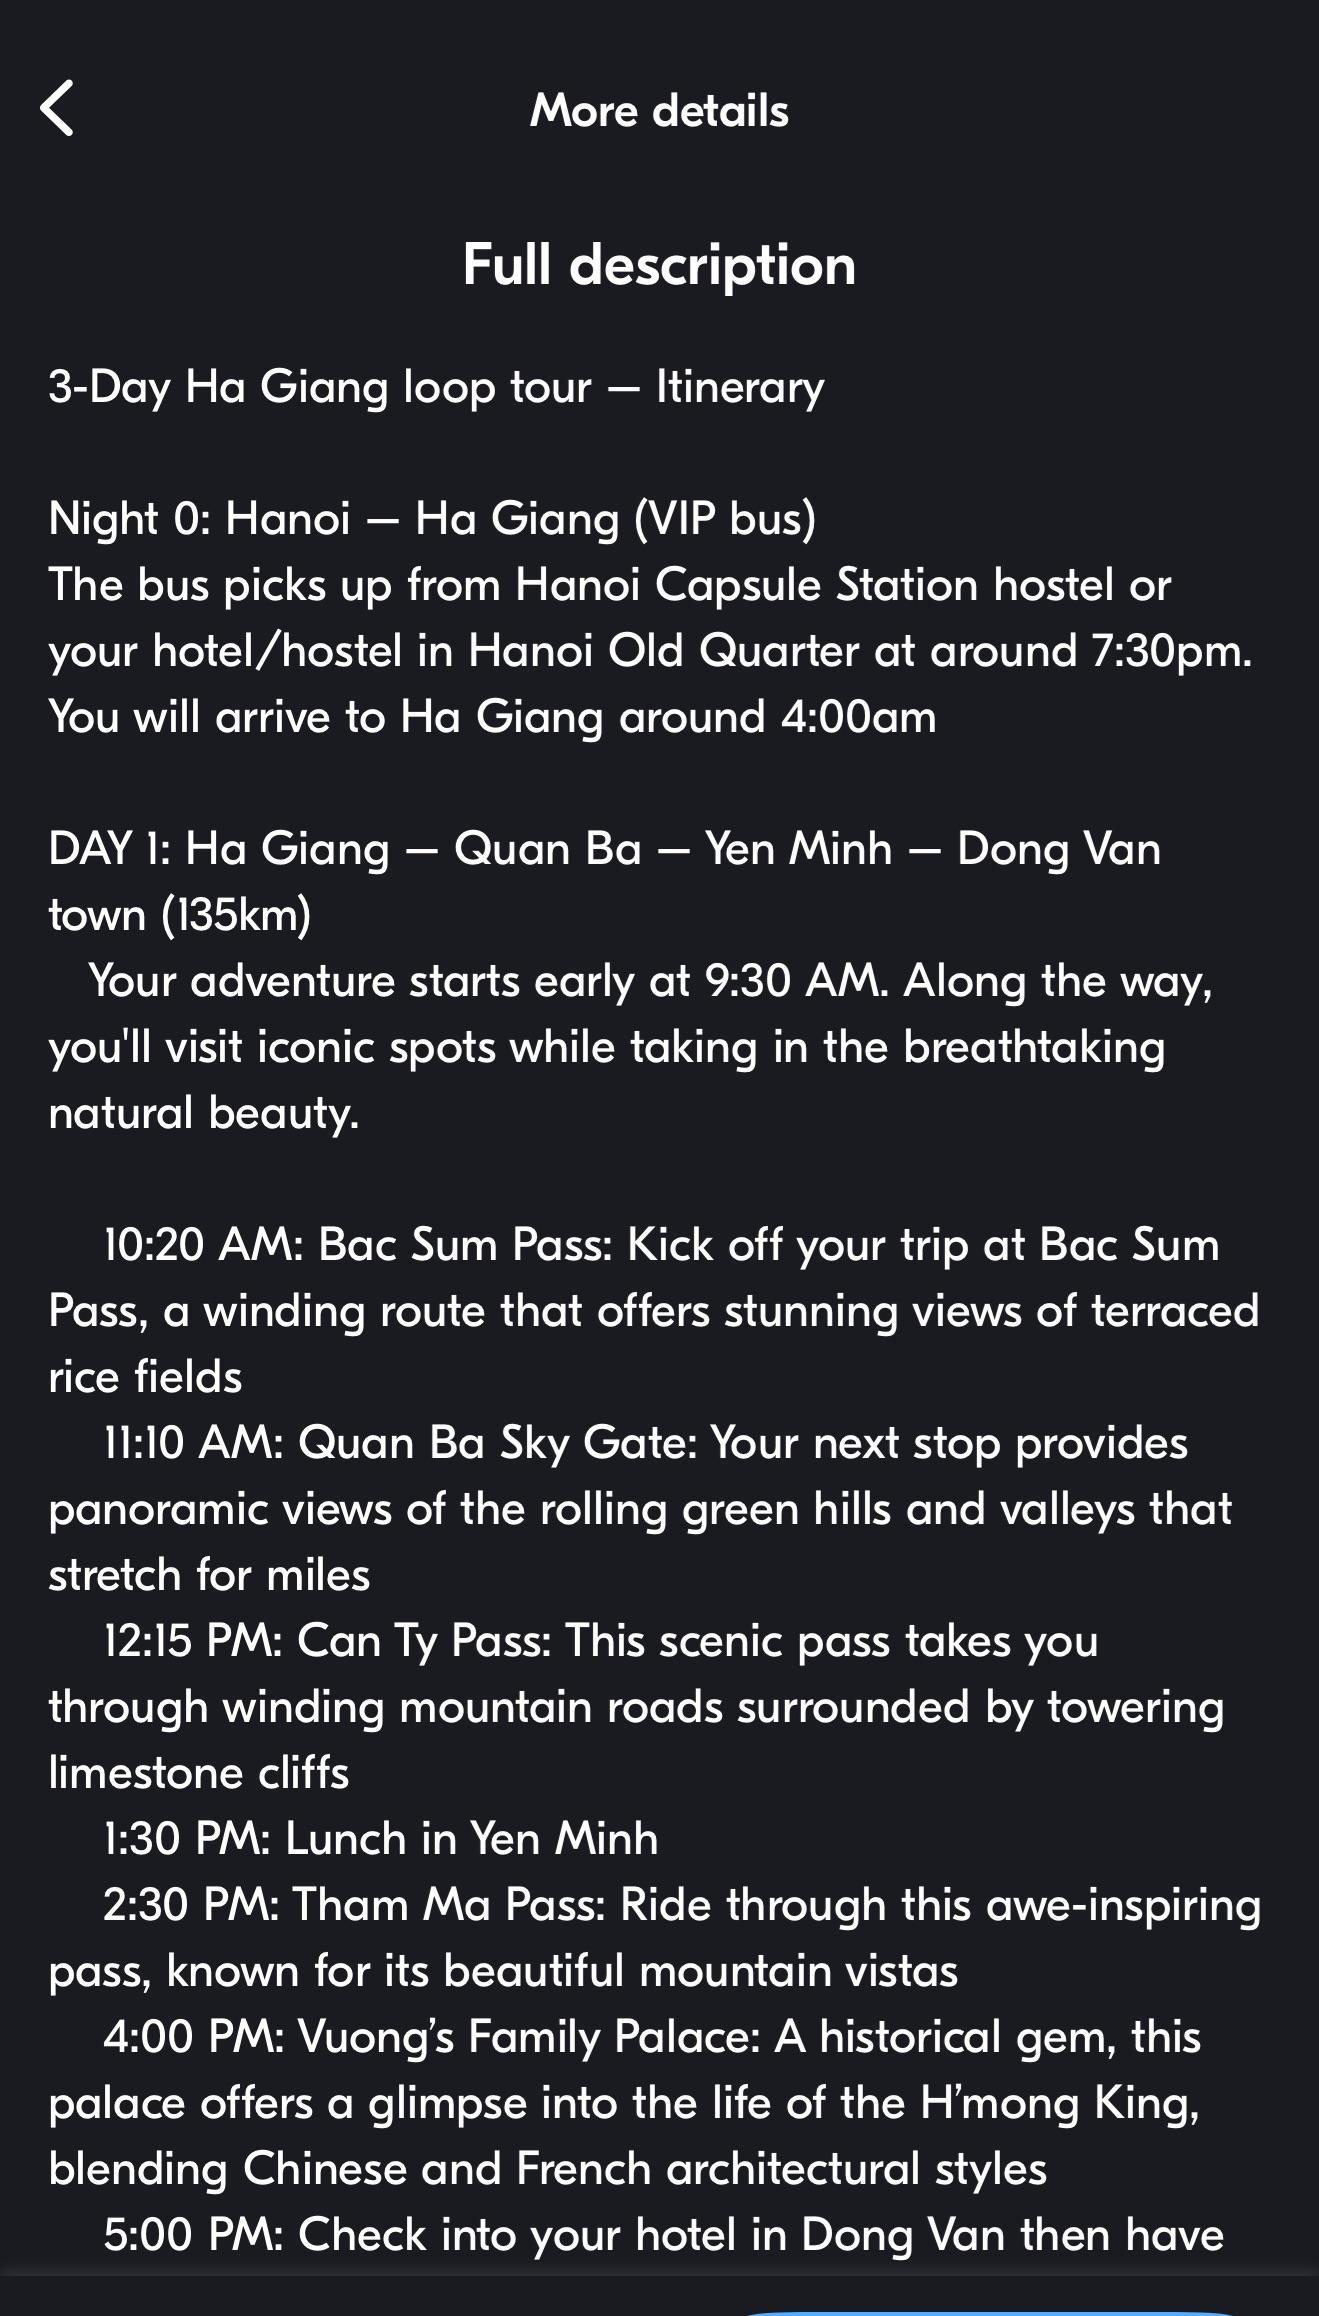 More details
Full description
3-Day Ha Giang loop tour – Itinerary
Night 0: Hanoi – Ha Giang (VIP bus)
The bus picks up from Hanoi Capsule Station hostel or
your hotel/hostel in Hanoi Old Quarter at around 7:30pm.
You will arrive to Ha Giang around 4:00am
DAY 1: Ha Giang – Quan Ba – Yen Minh – Dong Van
town (135km)
Your adventure starts early at 9:30 AM. Along the way,
you'll visit iconic spots while taking in the breathtaking
natural beauty.
10:20 AM: Bac Sum Pass: Kick off your trip at Bac Sum
Pass, a winding route that offers stunning views of terraced
rice fields
11:10 AM: Quan Ba Sky Gate: Your next stop provides
panoramic views of the rolling green hills and valleys that
stretch for miles
12:15 PM: Can Ty Pass: This scenic pass takes you
through winding mountain roads surrounded by towering
limestone cliffs
1:30 PM: Lunch in Yen Minh
2:30 PM: Tham Ma Pass: Ride through this awe-inspiring
pass, known for its beautiful mountain vistas
4:00 PM: Vuong’s Family Palace: A historical gem, this
palace offers a glimpse into the life of the H’mong King,
blending Chinese and French architectural styles
5:00 PM: Check into your hotel in Dong Van then have